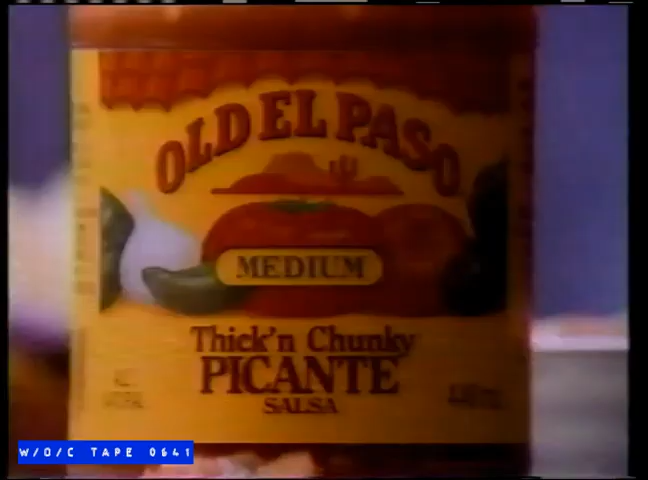 OLD EL PASO
MEDIUM
Thick'n Chunky
PICANTE
SALSA
W/O/C TAPE 0641